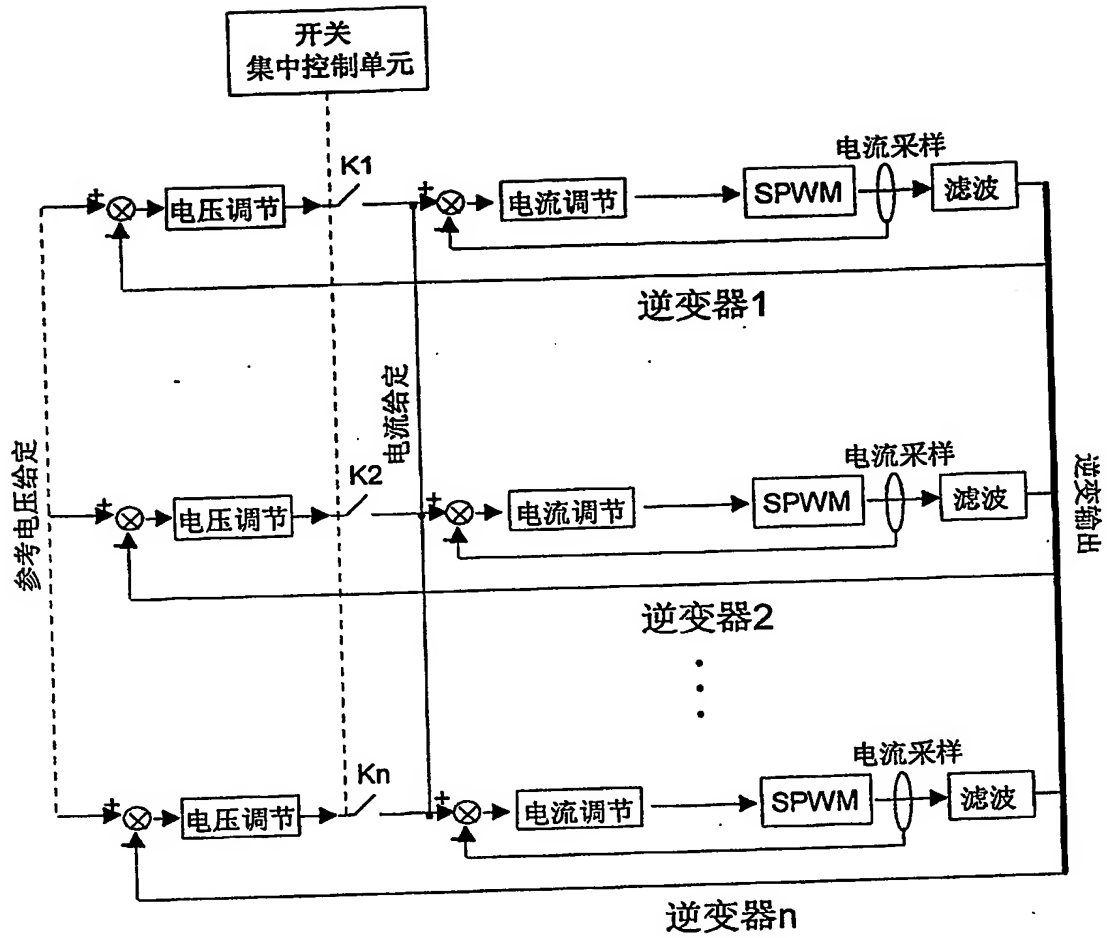 开关
集中控制单元
K1
电流采样
+
+
电压调节
电流调节
SPWM
滤波
逆变器1
参考电压给定
电流给定
逆变输出
K2
电流采样
+
+
电压调节
电流调节
SPWM
滤波
逆变器2
Kn
电流采样
+
+
电压调节
电流调节
SPWM
滤波
逆变器n